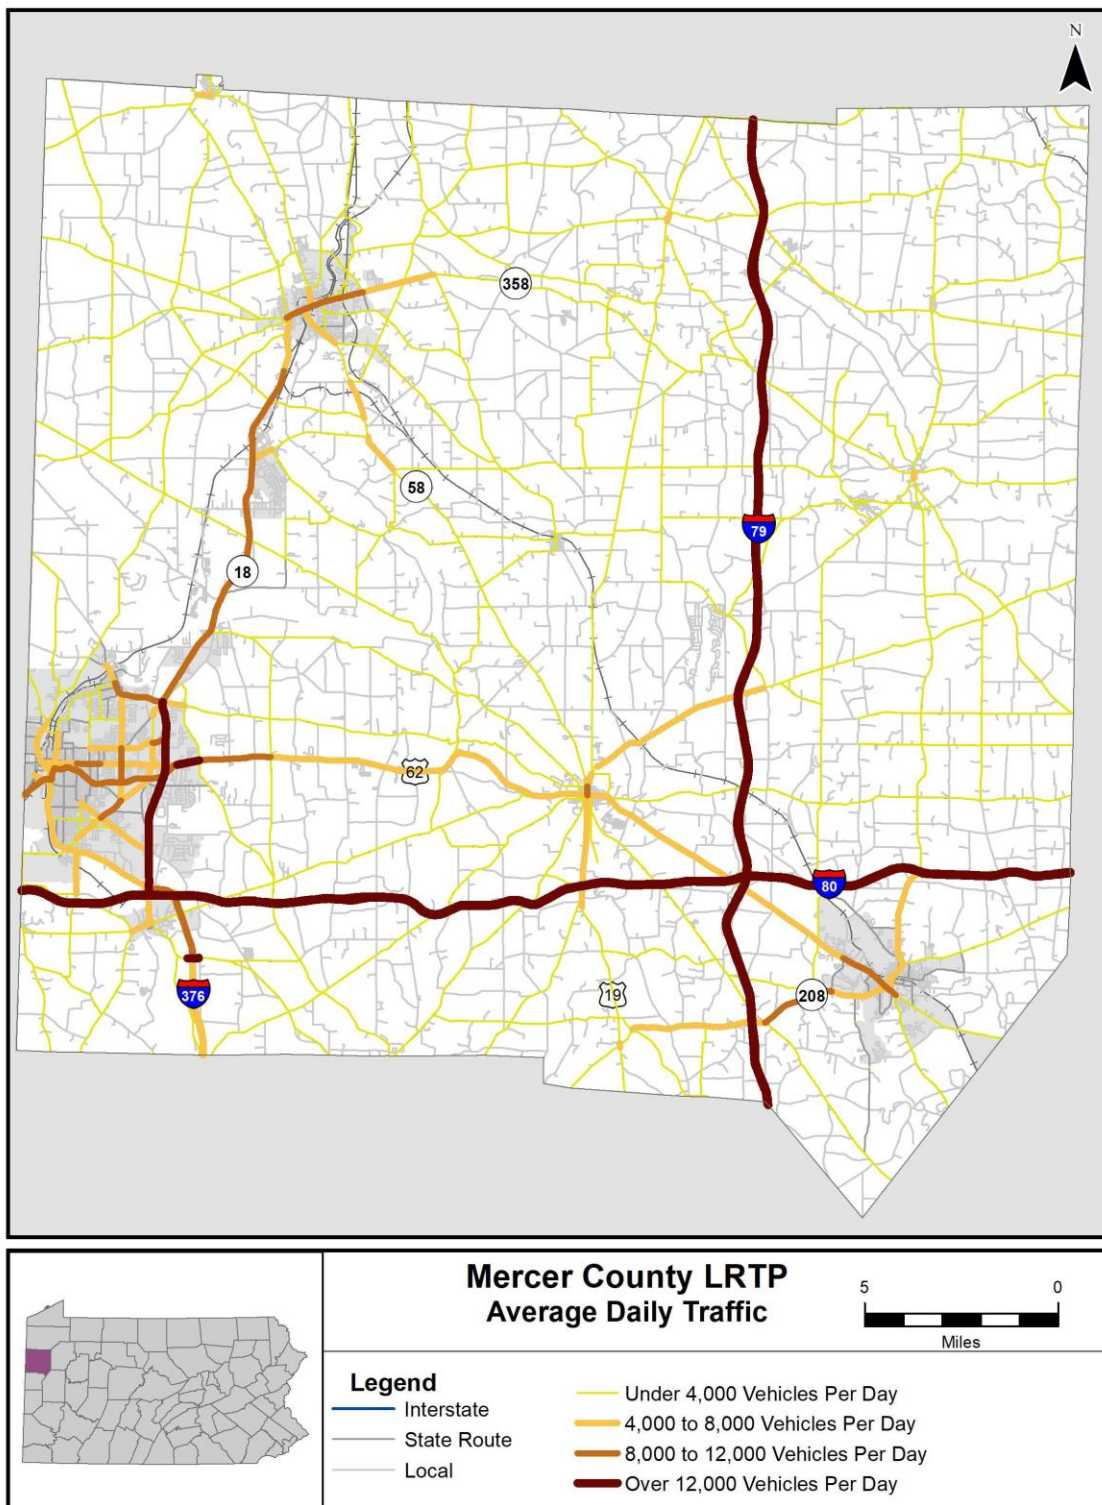 N
358
58
79
18
62
80
19
208
376
Mercer County LRTP
Average Daily Traffic
5 0
Miles
Legend
Interstate
State Route
Local
Under 4,000 Vehicles Per Day
4,000 to 8,000 Vehicles Per Day
8,000 to 12,000 Vehicles Per Day
Over 12,000 Vehicles Per Day